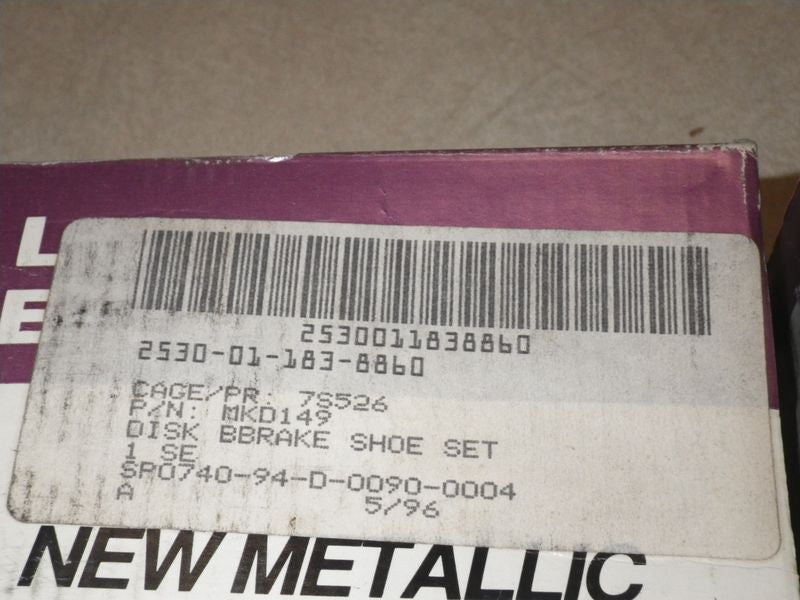 L
E
2530011838860
2530-01-183-8860
CAGE/PR: 7S526
P/N: MKD149
DISK BBRAKE SHOE SET
1 SE
SP0740-94-D-0090-0004
A 5/96
NEW METALLIC